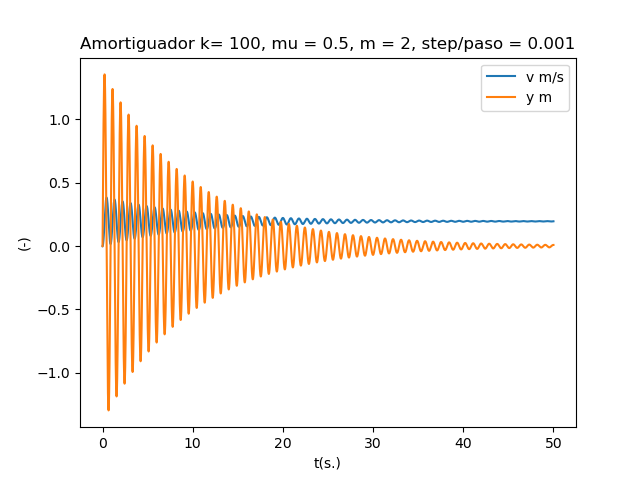 Amortiguador k= 100, mu = 0.5, m = 2, step/paso = 0.001
v m/s
y m
1.0
0.5
0.0
−0.5
−1.0
(-)
0 10 20 30 40 50
t(s.)